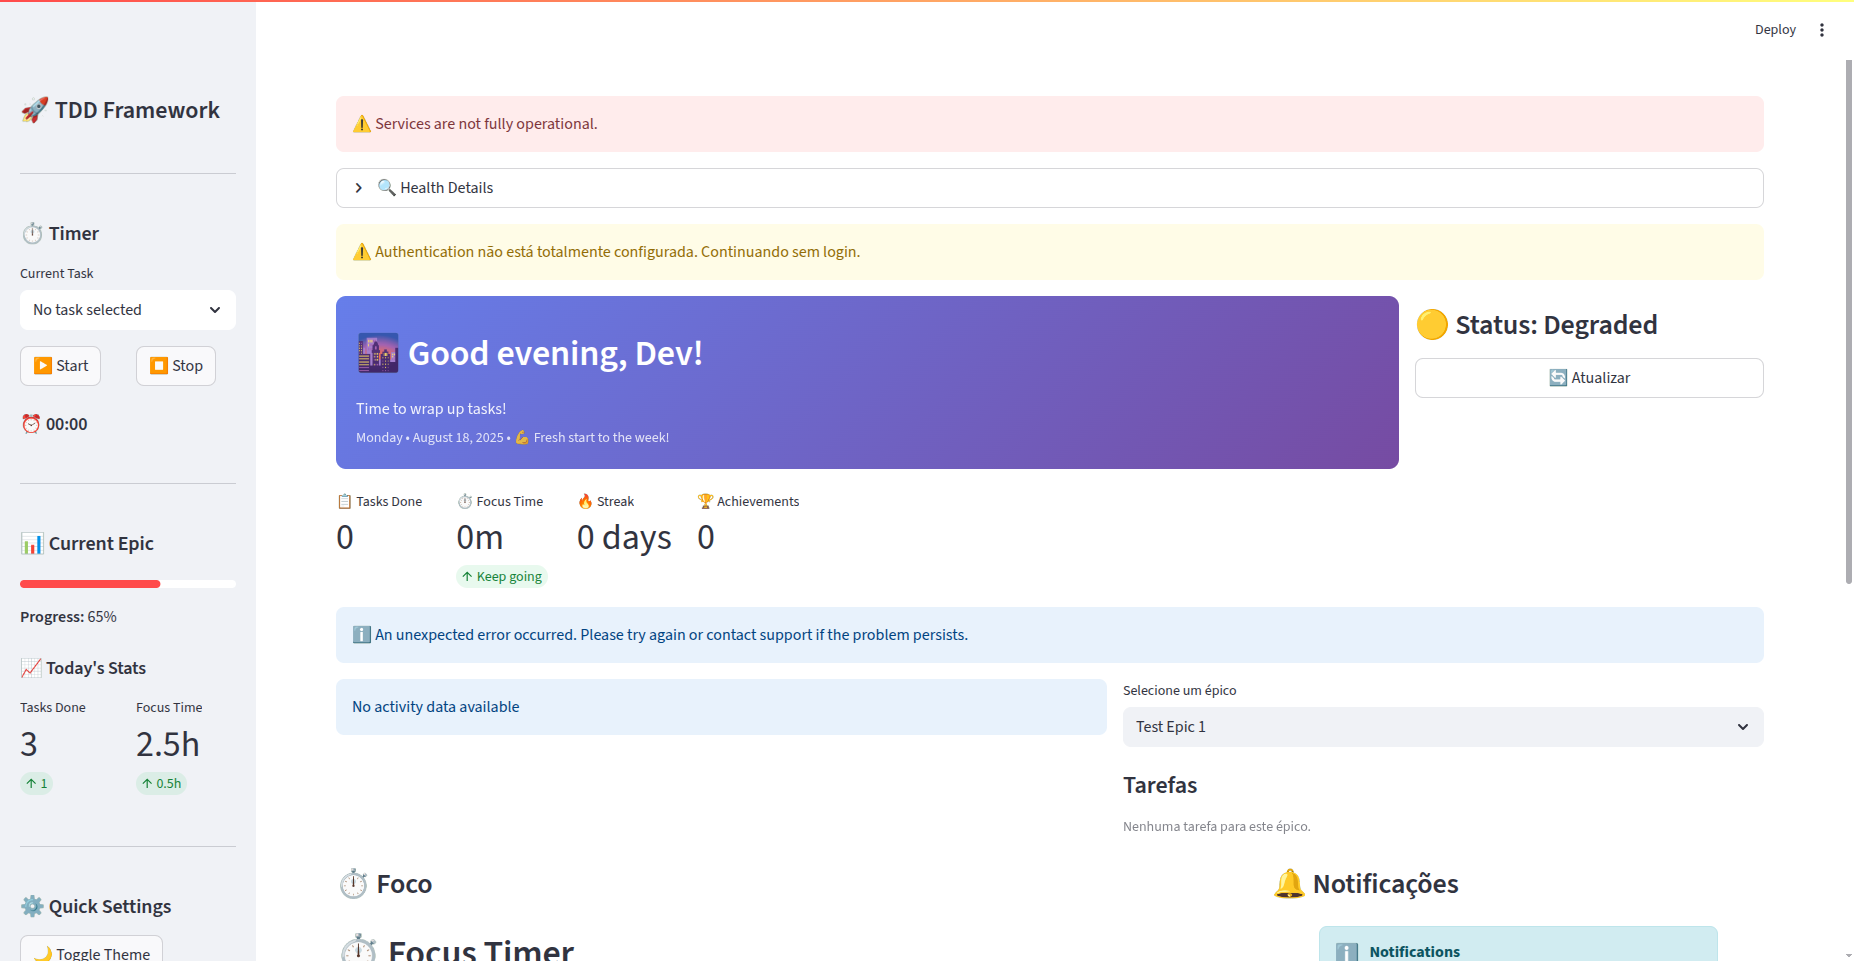 Deploy
🚀 TDD Framework
⏱️ Timer
Current Task
No task selected
▶️ Start
⏹️ Stop
⏰ 00:00
📊 Current Epic
Progress: 65%
📈 Today's Stats
Tasks Done
Focus Time
3
2.5h
↑ 1
↑ 0.5h
⚙️ Quick Settings
🌙 Toggle Theme
⚠️ Services are not fully operational.
🔍 Health Details
⚠️ Authentication não está totalmente configurada. Continuando sem login.
🌆 Good evening, Dev!
Time to wrap up tasks!
Monday • August 18, 2025 • 💪 Fresh start to the week!
🟡 Status: Degraded
🔄 Atualizar
📋 Tasks Done
0
⏱️ Focus Time
0m
↑ Keep going
🔥 Streak
0 days
🏆 Achievements
0
ℹ️ An unexpected error occurred. Please try again or contact support if the problem persists.
No activity data available
Selecione um épico
Test Epic 1
Tarefas
Nenhuma tarefa para este épico.
⏱️ Foco
⏱️ Focus Timer
🔔 Notificações
ℹ️ Notifications